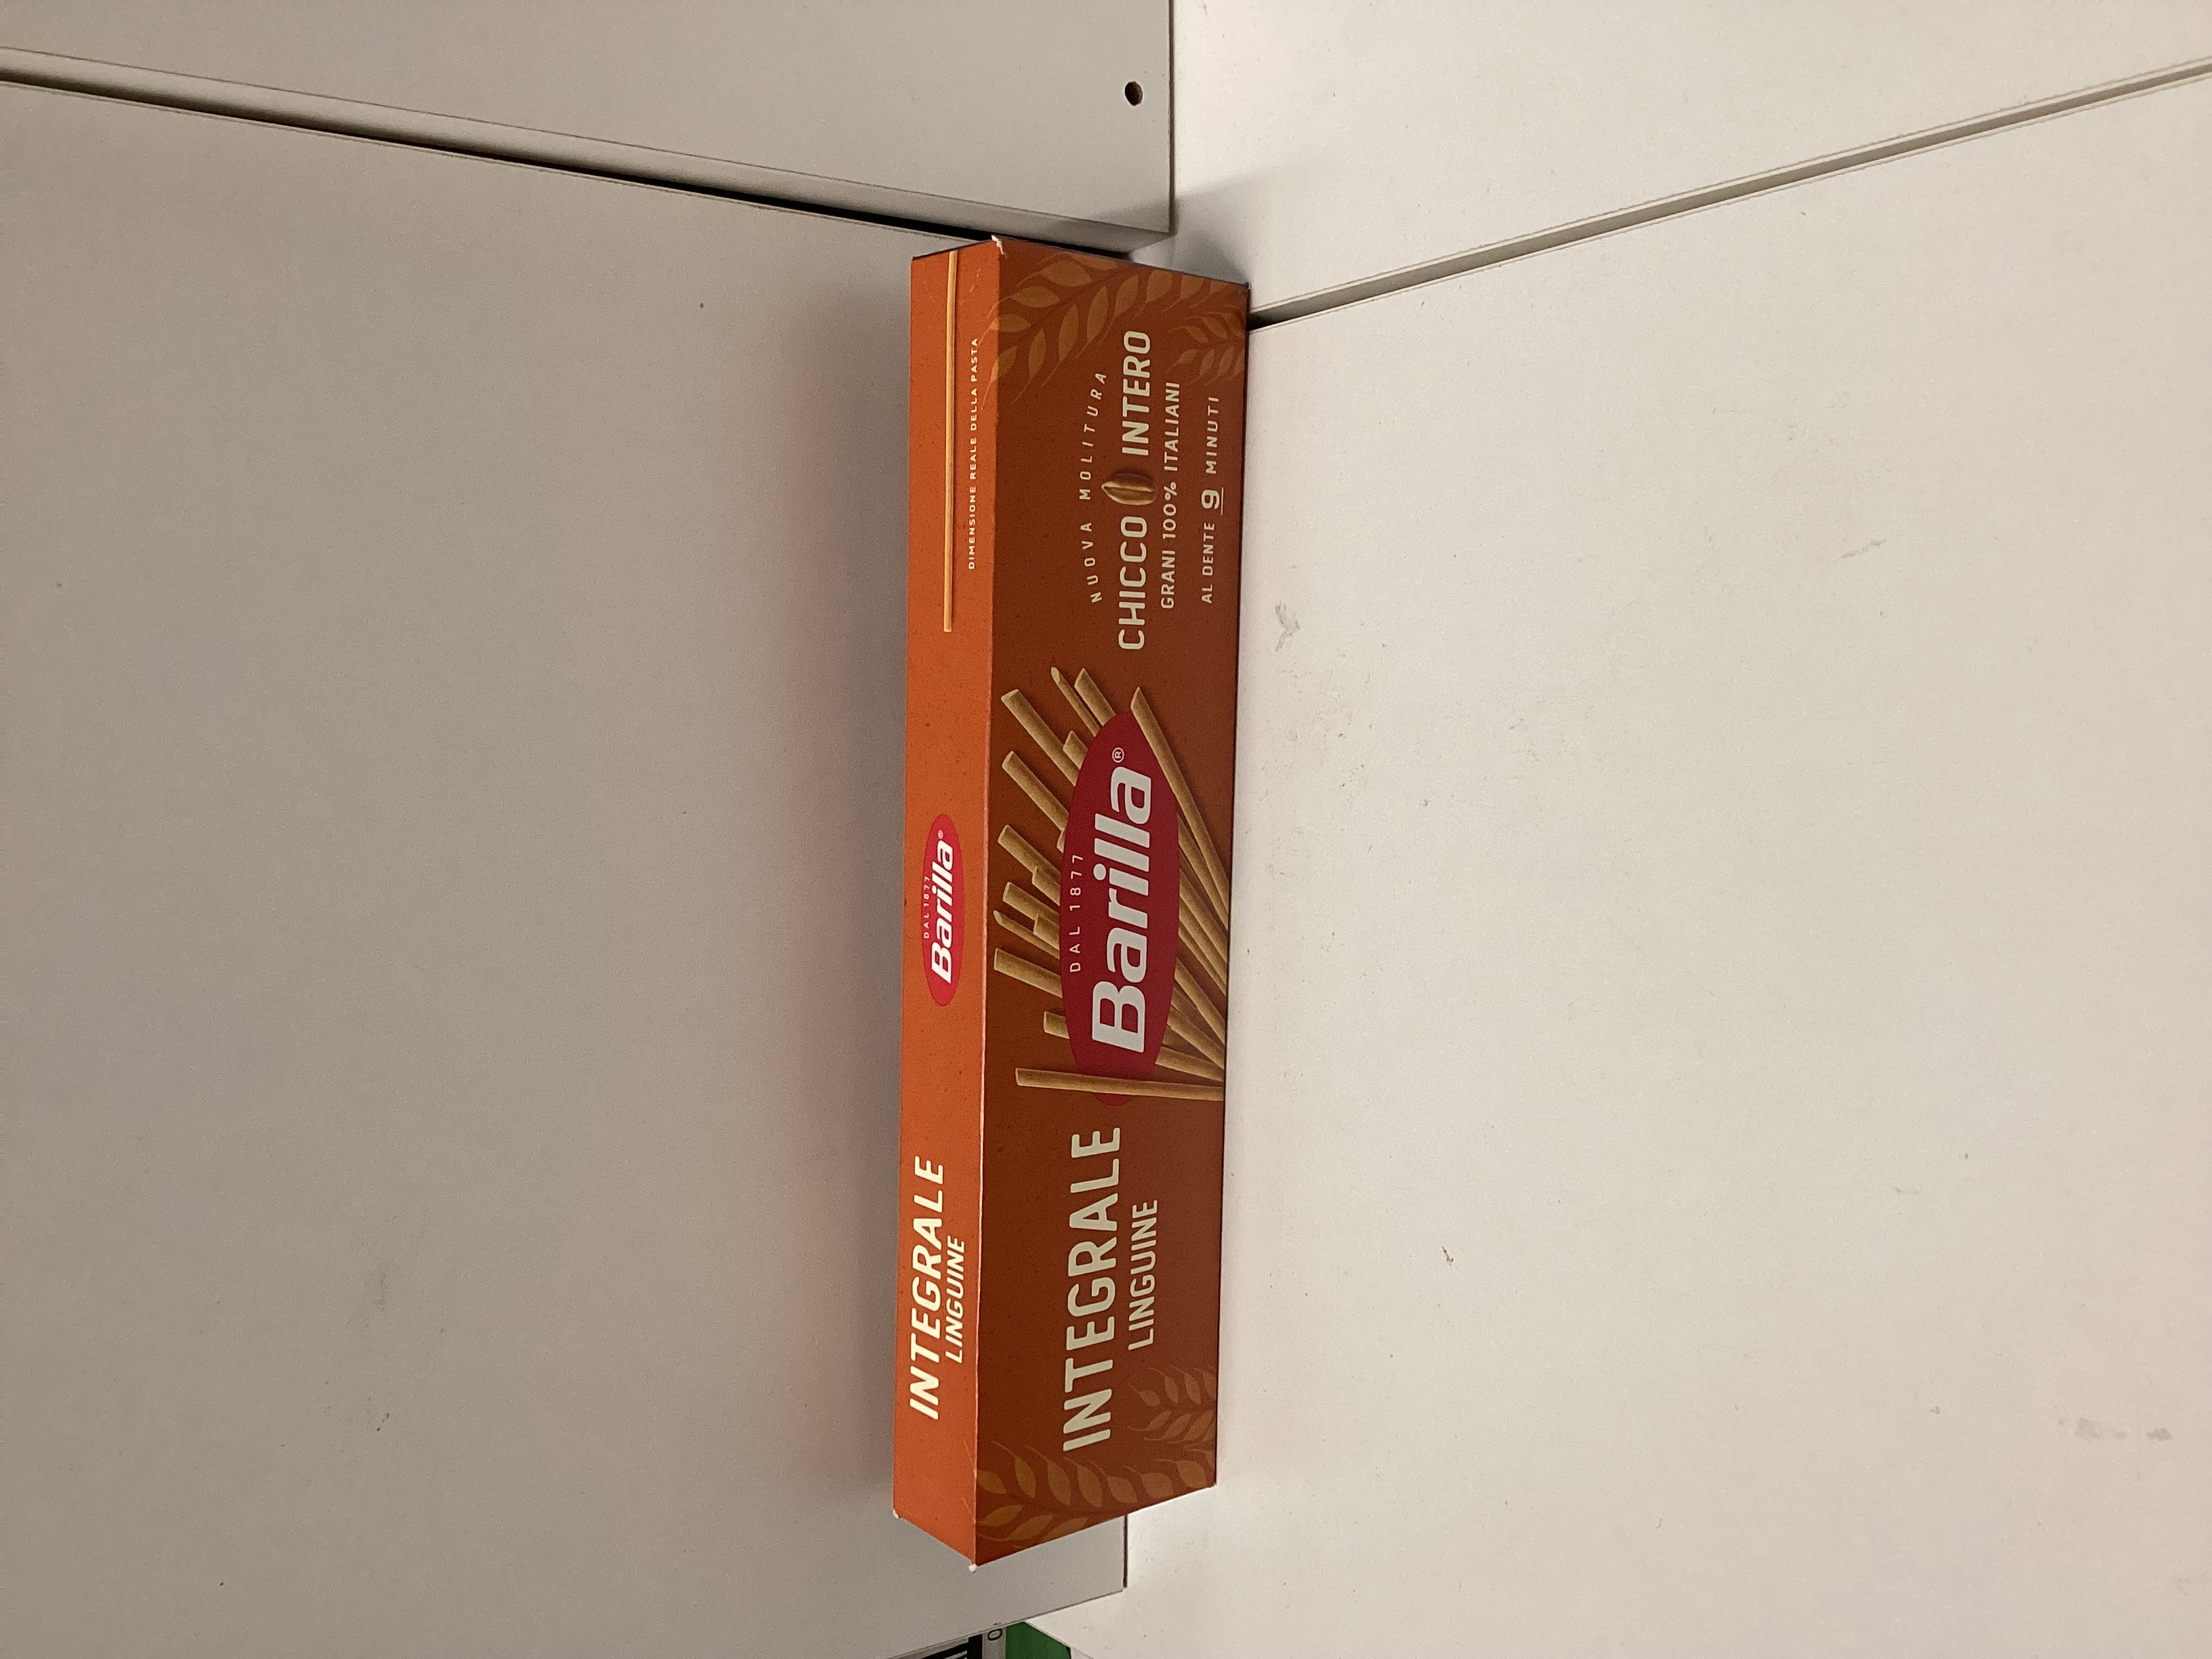 INTEGRALE
LINGUINE
DAL 1877
Barilla®
DIMENSIONE REALE DELLA PASTA
INTEGRALE
LINGUINE
DAL 1877
Barilla®
NUOVA MOLITURA
CHICCO INTERO
GRANI 100% ITALIANI
AL DENTE 9 MINUTI